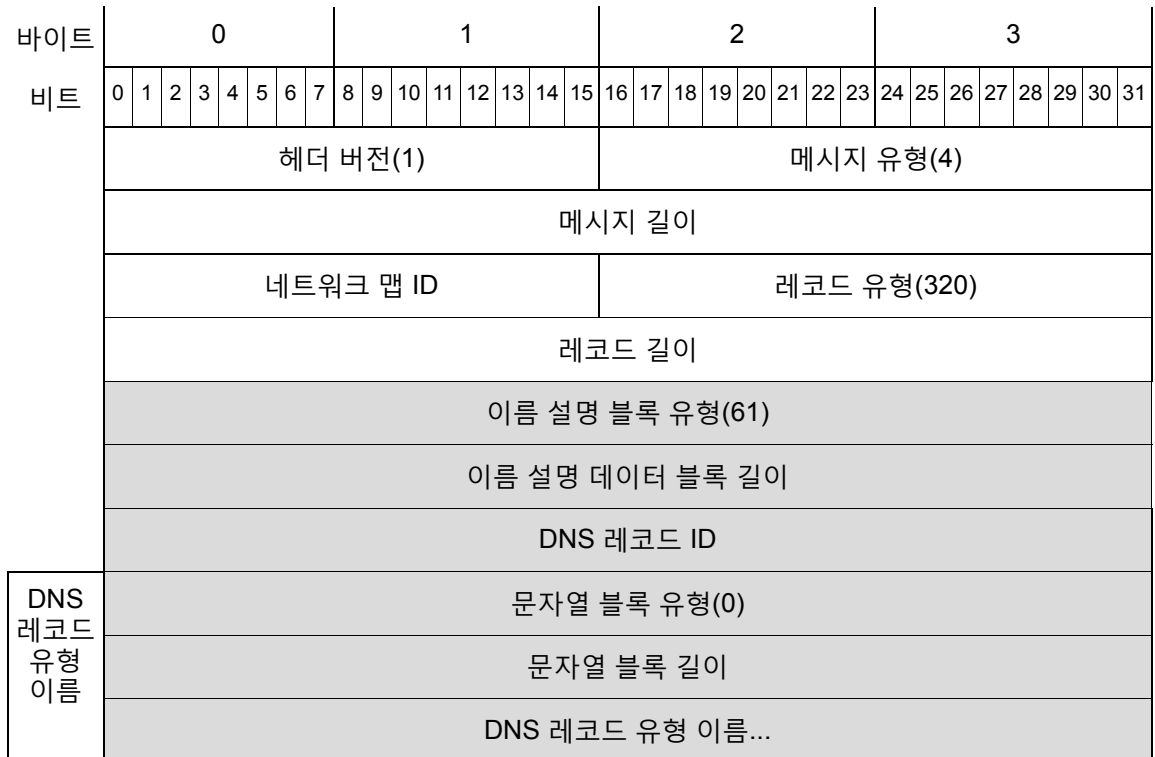 바이트 0 1 2 3
비트 0 1 2 3 4 5 6 7 8 9 10 11 12 13 14 15 16 17 18 19 20 21 22 23 24 25 26 27 28 29 30 31
헤더 버전(1) 메시지 유형(4)
메시지 길이
네트워크 맵 ID 레코드 유형(320)
레코드 길이
이름 설명 블록 유형(61)
이름 설명 데이터 블록 길이
DNS 레코드 ID
DNS
레코드
유형
이름
문자열 블록 유형(0)
문자열 블록 길이
DNS 레코드 유형 이름...